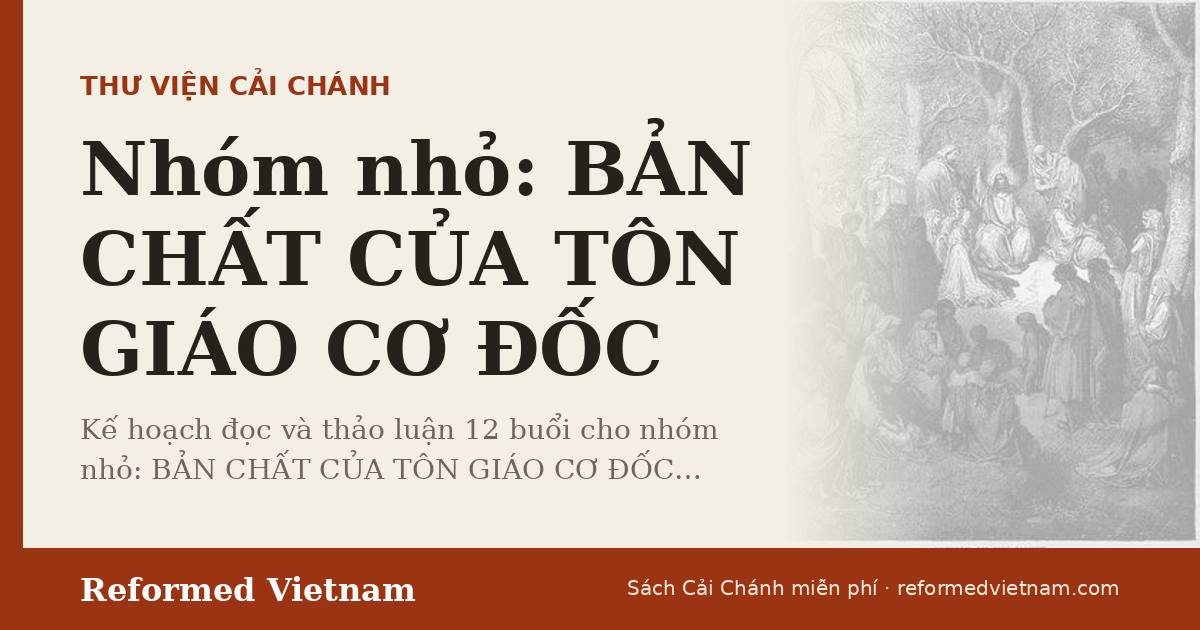 THƯ VIỆN CẢI CHÁNH
Nhóm nhỏ: BẢN
CHẤT CỦA TÔN
GIÁO CƠ ĐỐC
Kế hoạch đọc và thảo luận 12 buổi cho nhóm
nhỏ: BẢN CHẤT CỦA TÔN GIÁO CƠ ĐỐC...
Reformed Vietnam
Sách Cải Chánh miễn phí · reformedvietnam.com